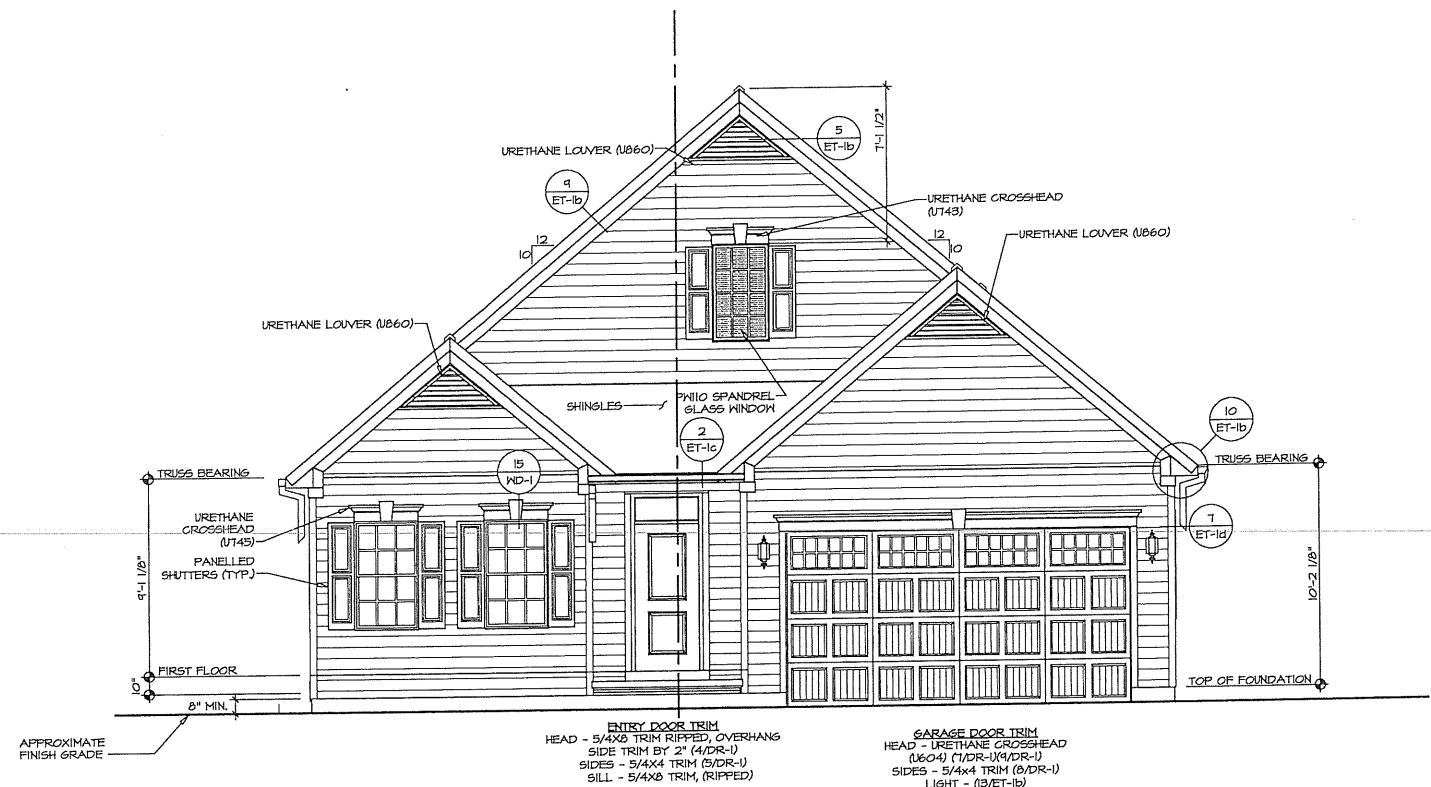 7'-1 1/2"
5
ET-1b
URETHANE LOUVER (U860)
9
ET-1b
URETHANE CROSSHEAD
(U743)
12
10
12
10
URETHANE LOUVER (U860)
URETHANE LOUVER (U860)
SHINGLES
PW110 SPANDREL
GLASS WINDOW
2
ET-1c
10
ET-1b
15
WD-1
TRUSS BEARING
TRUSS BEARING
URETHANE
CROSSHEAD
(U745)
7
ET-1d
PANELLED
SHUTTERS (TYP.)
9'-1 1/8"
10'-2 1/8"
FIRST FLOOR
10"
TOP OF FOUNDATION
8" MIN.
APPROXIMATE
FINISH GRADE
ENTRY DOOR TRIM
HEAD - 5/4X8 TRIM RIPPED, OVERHANG
SIDE TRIM BY 2" (4/DR-1)
SIDES - 5/4X4 TRIM (5/DR-1)
SILL - 5/4X8 TRIM, (RIPPED)
GARAGE DOOR TRIM
HEAD - URETHANE CROSSHEAD
(U604) (7/DR-1)(9/DR-1)
SIDES - 5/4x4 TRIM (8/DR-1)
LIGHT - (13/ET-1b)